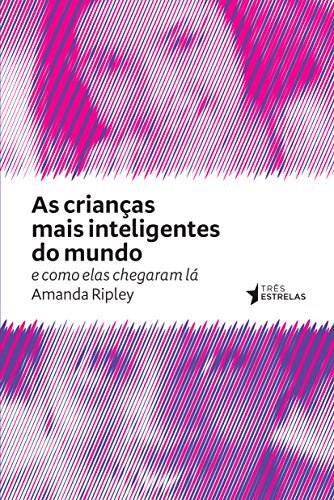 As crianças
mais inteligentes
do mundo
e como elas chegaram lá
Amanda Ripley
TRÊS
ESTRELAS